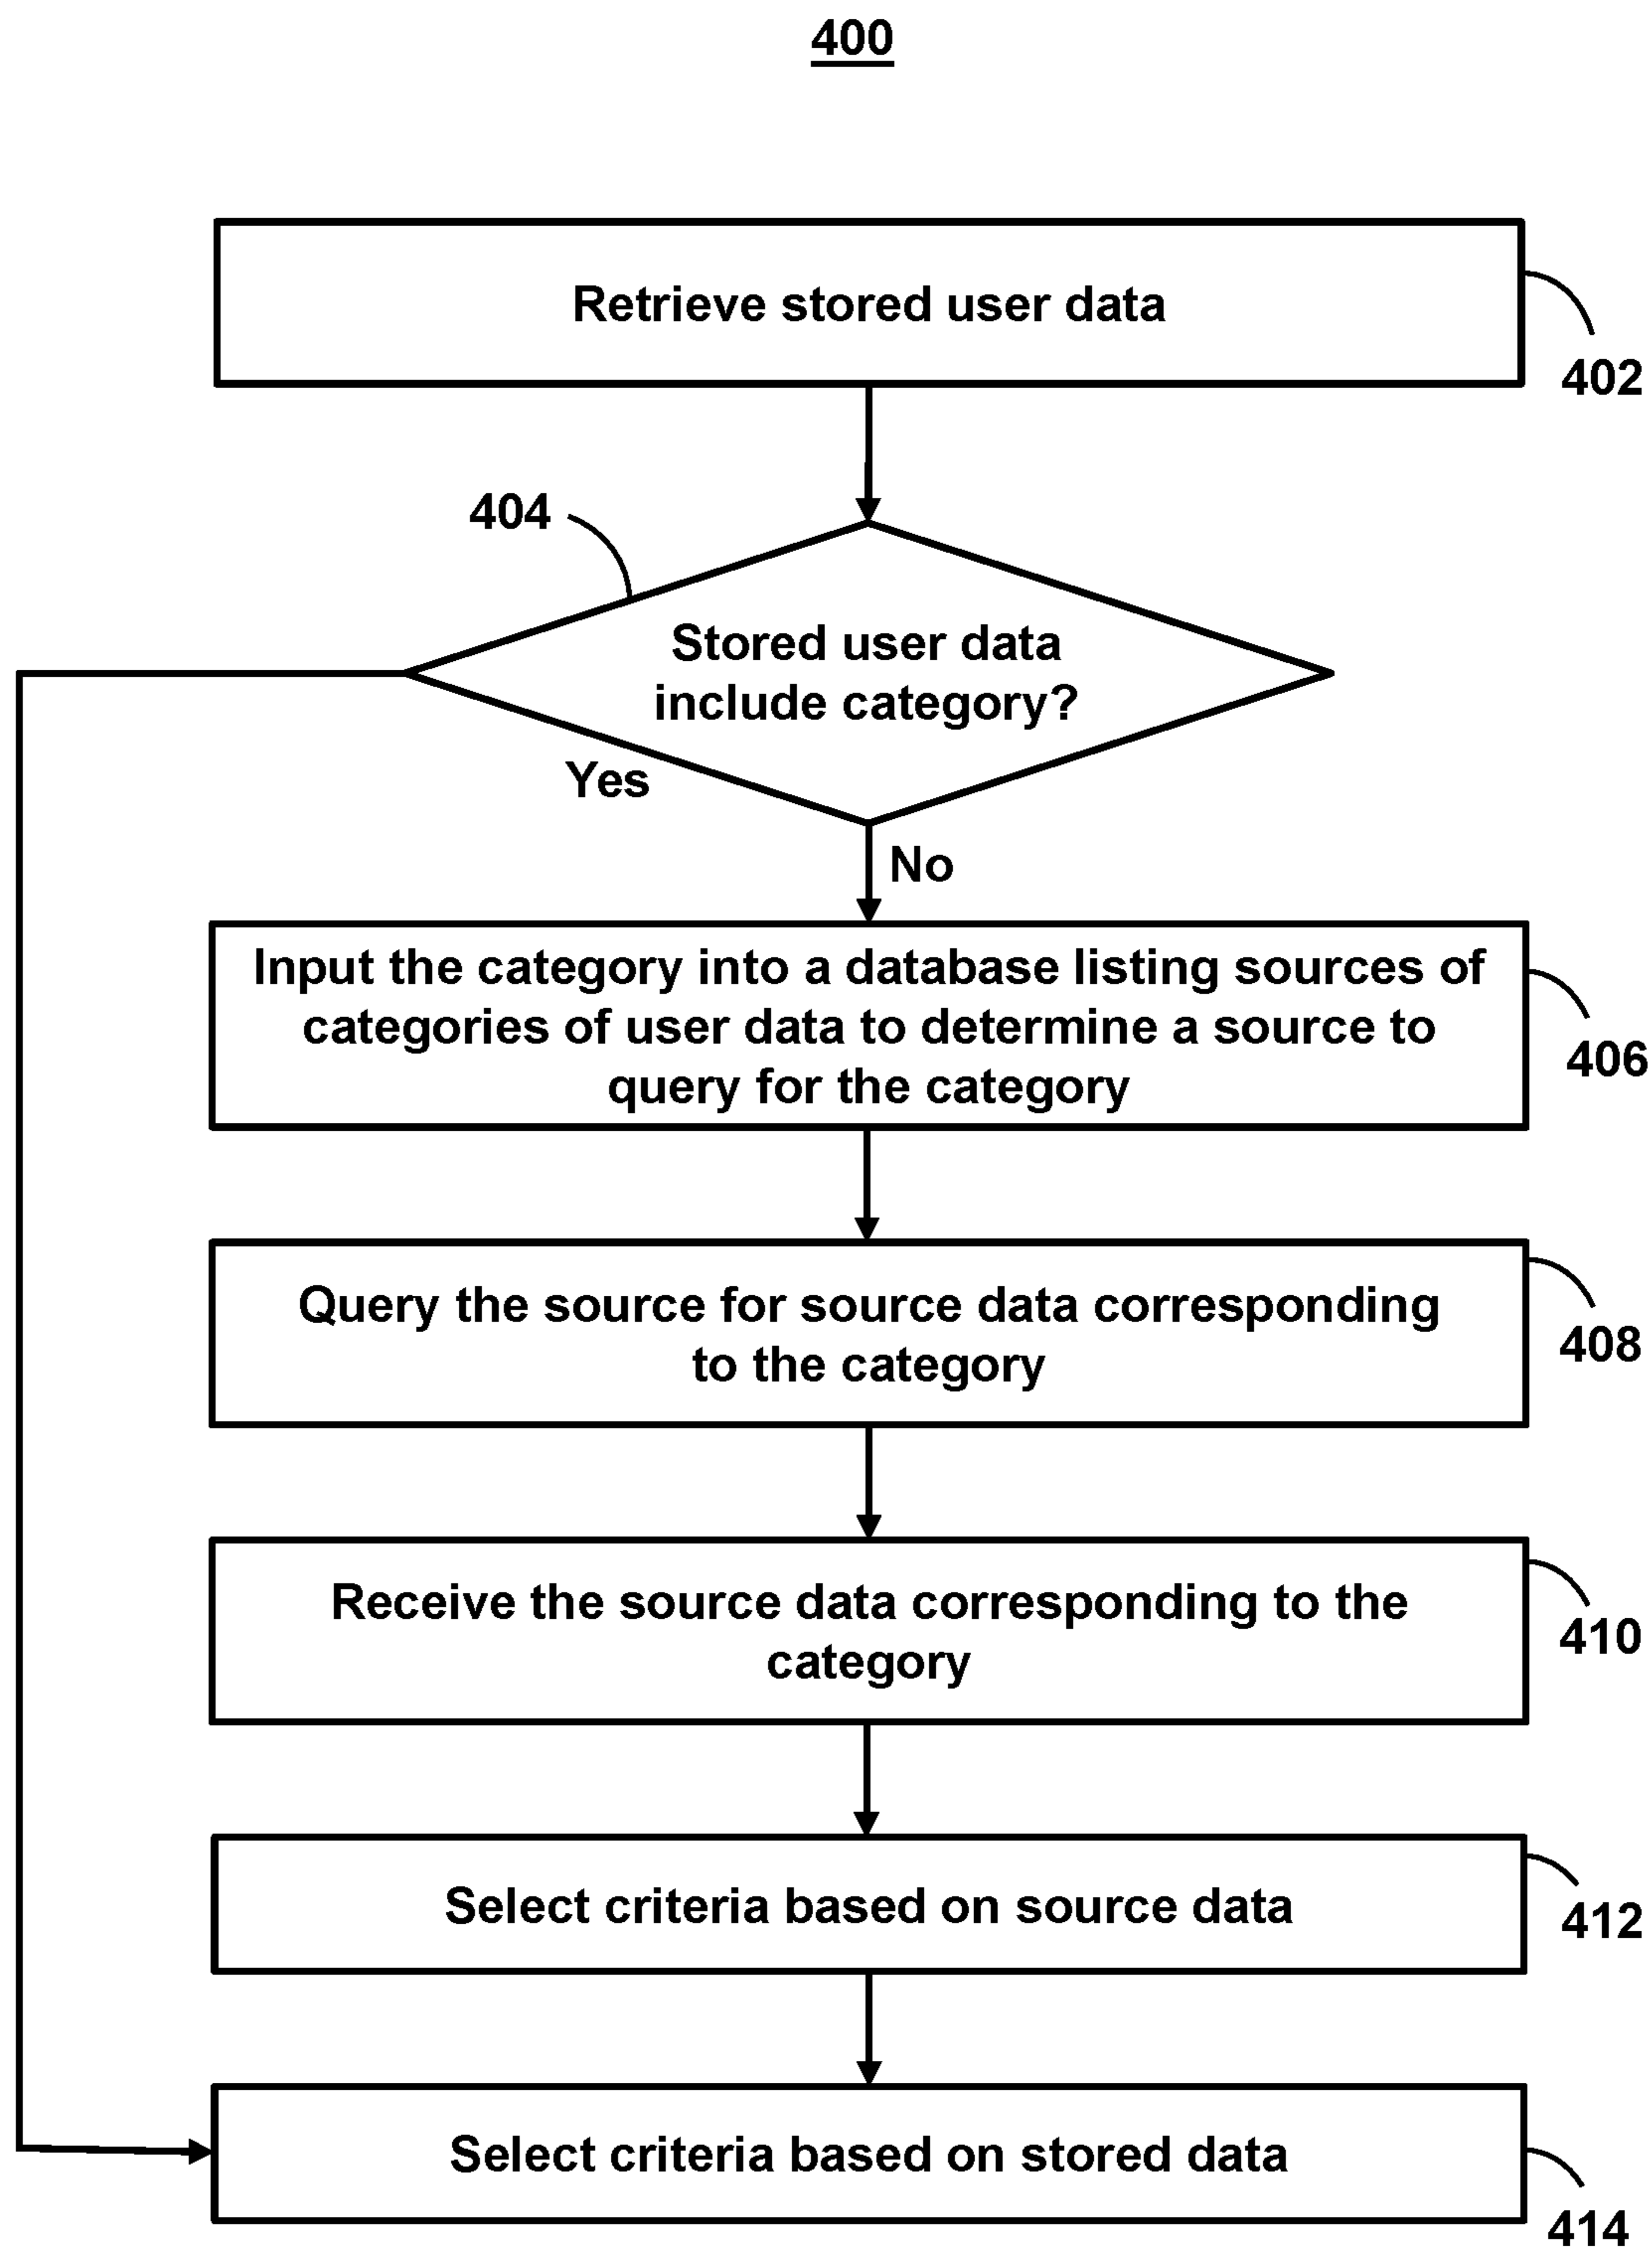 400
Retrieve stored user data
402
404
Stored user data
include category?
Yes
No
Input the category into a database listing sources of
categories of user data to determine a source to
query for the category
406
Query the source for source data corresponding
to the category
408
Receive the source data corresponding to the
category
410
Select criteria based on source data
412
Select criteria based on stored data
414